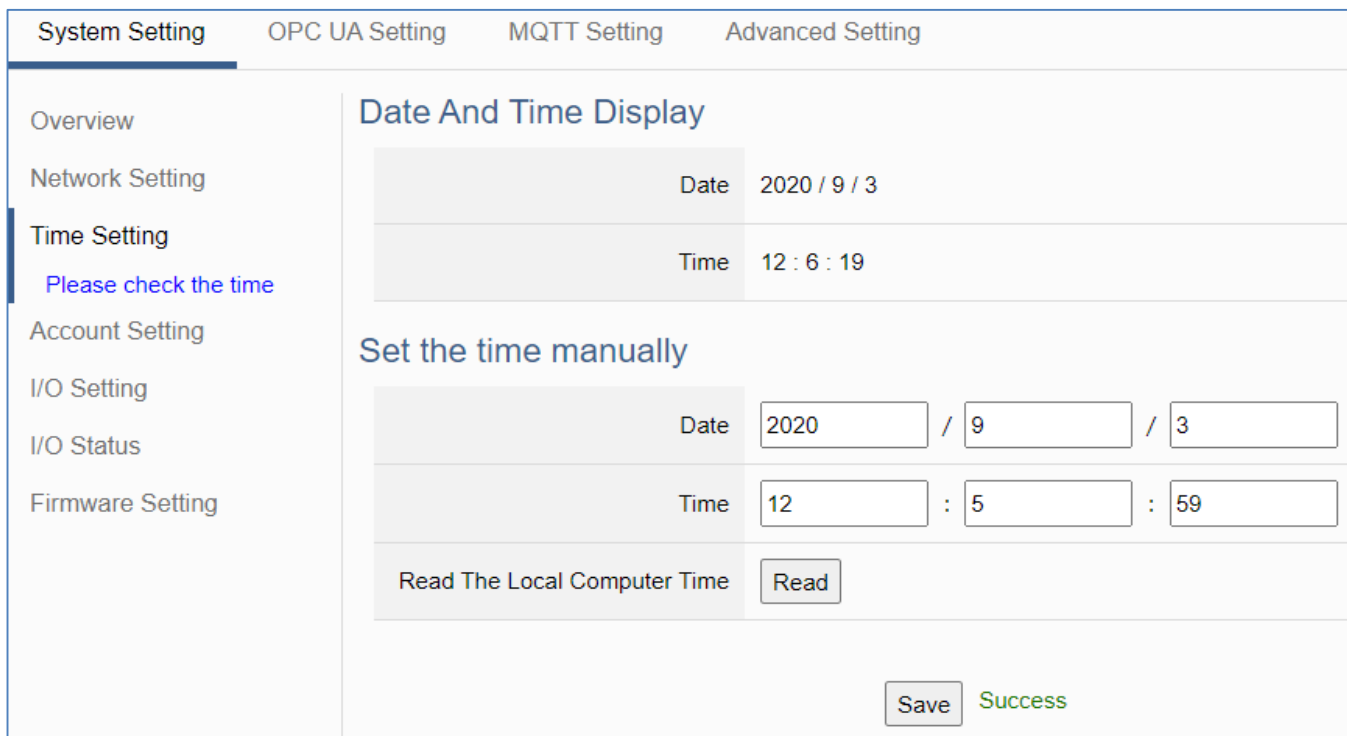 System Setting OPC UA Setting MQTT Setting Advanced Setting
Overview
Network Setting
Time Setting
Please check the time
Account Setting
I/O Setting
I/O Status
Firmware Setting
Date And Time Display
Date 2020 / 9 / 3
Time 12 : 6 : 19
Set the time manually
Date 2020 / 9 / 3
Time 12 : 5 : 59
Read The Local Computer Time Read
Save Success